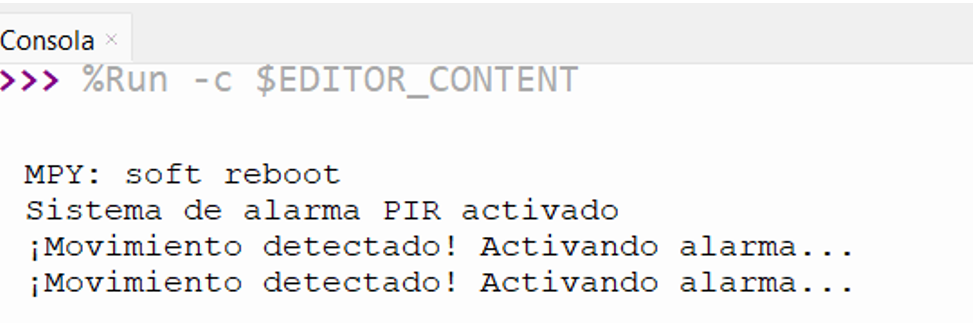 Consola ×
>>> %Run -c $EDITOR_CONTENT
MPY: soft reboot
Sistema de alarma PIR activado
¡Movimiento detectado! Activando alarma...
¡Movimiento detectado! Activando alarma...